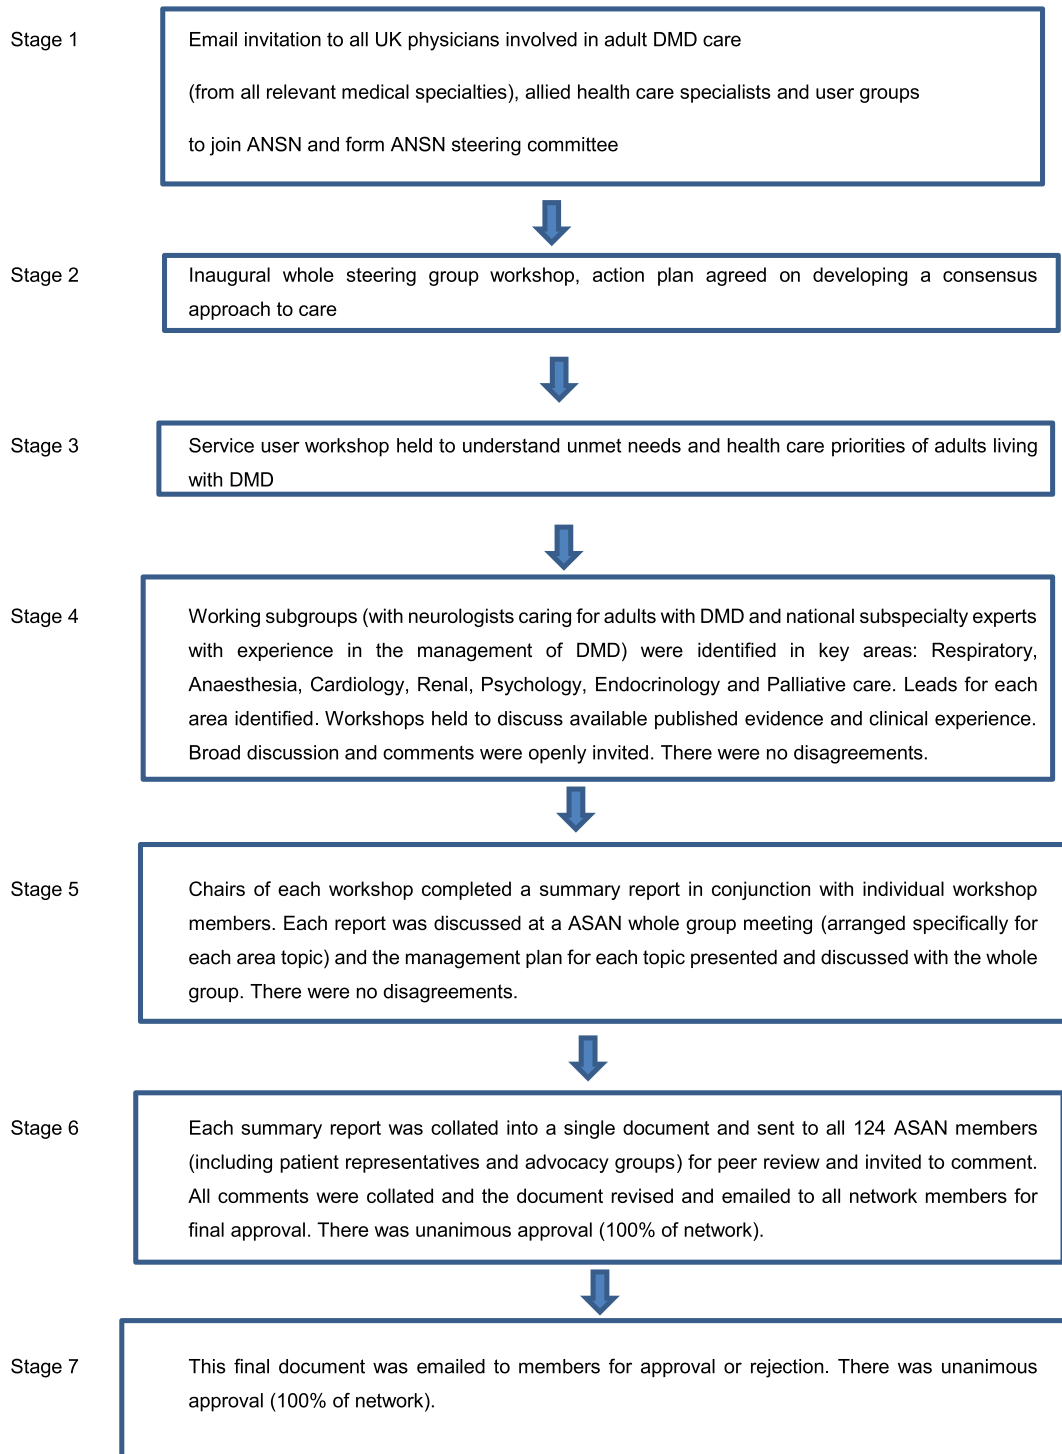 Stage 1
Email invitation to all UK physicians involved in adult DMD care
(from all relevant medical specialties), allied health care specialists and user groups
to join ANSN and form ANSN steering committee
Stage 2
Inaugural whole steering group workshop, action plan agreed on developing a consensus
approach to care
Stage 3
Service user workshop held to understand unmet needs and health care priorities of adults living
with DMD
Stage 4
Working subgroups (with neurologists caring for adults with DMD and national subspecialty experts
with experience in the management of DMD) were identified in key areas: Respiratory,
Anaesthesia, Cardiology, Renal, Psychology, Endocrinology and Palliative care. Leads for each
area identified. Workshops held to discuss available published evidence and clinical experience.
Broad discussion and comments were openly invited. There were no disagreements.
Stage 5
Chairs of each workshop completed a summary report in conjunction with individual workshop
members. Each report was discussed at a ASAN whole group meeting (arranged specifically for
each area topic) and the management plan for each topic presented and discussed with the whole
group. There were no disagreements.
Stage 6
Each summary report was collated into a single document and sent to all 124 ASAN members
(including patient representatives and advocacy groups) for peer review and invited to comment.
All comments were collated and the document revised and emailed to all network members for
final approval. There was unanimous approval (100% of network).
Stage 7
This final document was emailed to members for approval or rejection. There was unanimous
approval (100% of network).